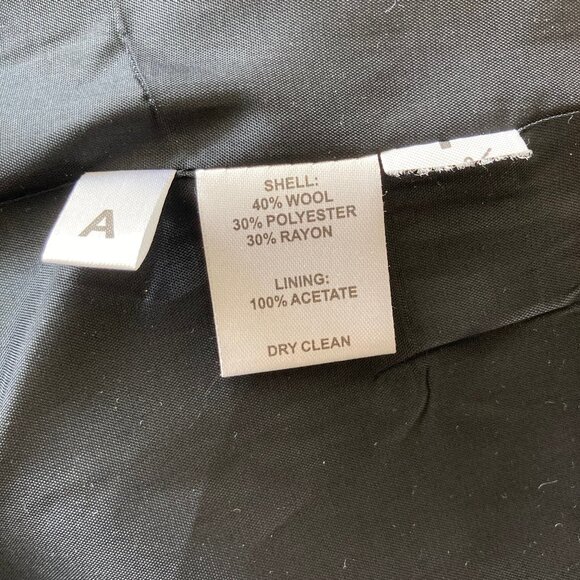 A
SHELL:
40% WOOL
30% POLYESTER
30% RAYON
LINING:
100% ACETATE
DRY CLEAN